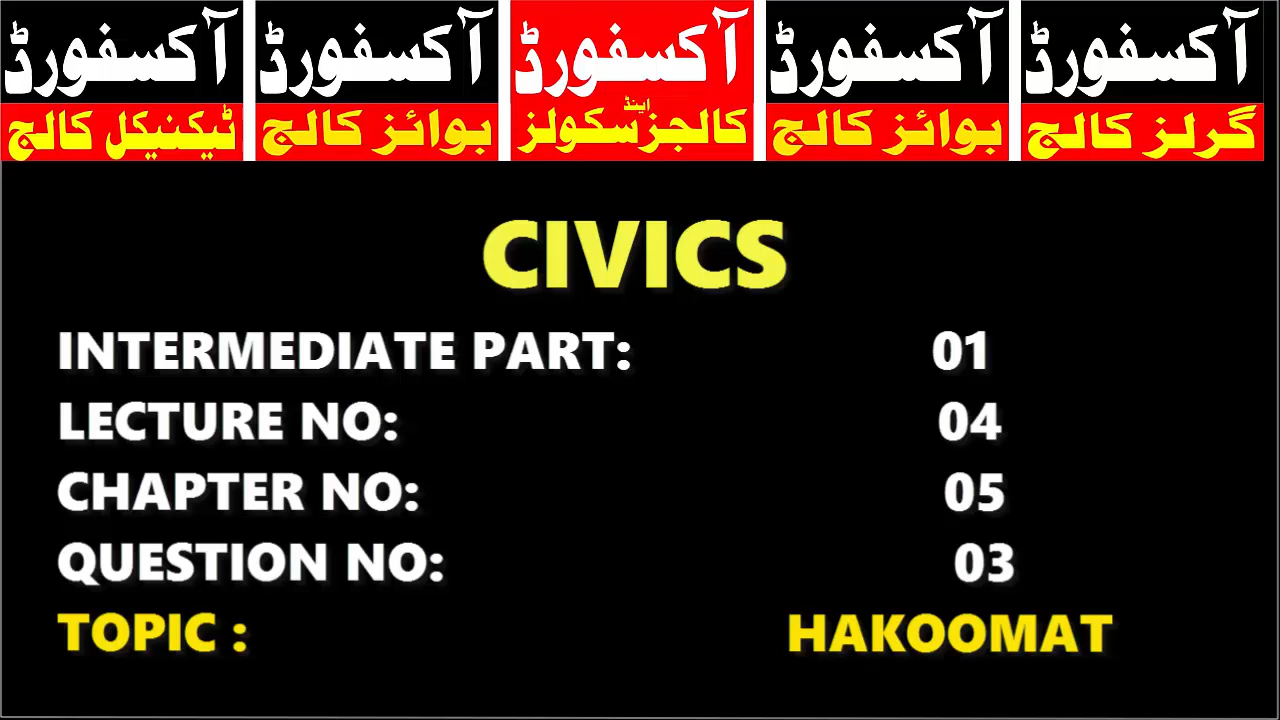 آکسفورڈ آکسفورڈ آکسفورڈ آکسفورڈ آکسفورڈ
گرلز کالج بوائز کالج کالجز اینڈ سکولز بوائز کالج ٹیکنیکل کالج
CIVICS
INTERMEDIATE PART: 01
LECTURE NO: 04
CHAPTER NO: 05
QUESTION NO: 03
TOPIC : HAKOOMAT